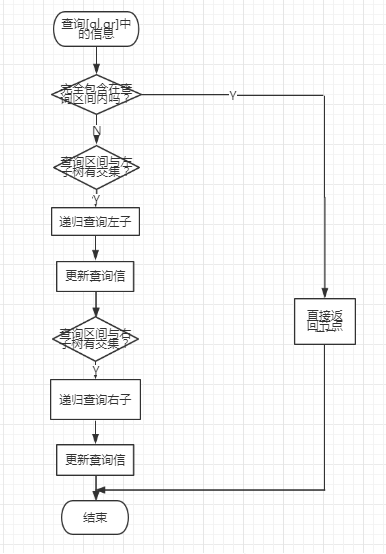 查询[ql,qr]中
的信息
完全包含在查
询区间内吗？
Y
N
查询区间与左
子树有交集？
Y
递归查询左子
更新查询信
查询区间与右
子树有交集？
直接返
回节点
Y
递归查询右子
更新查询信
结束